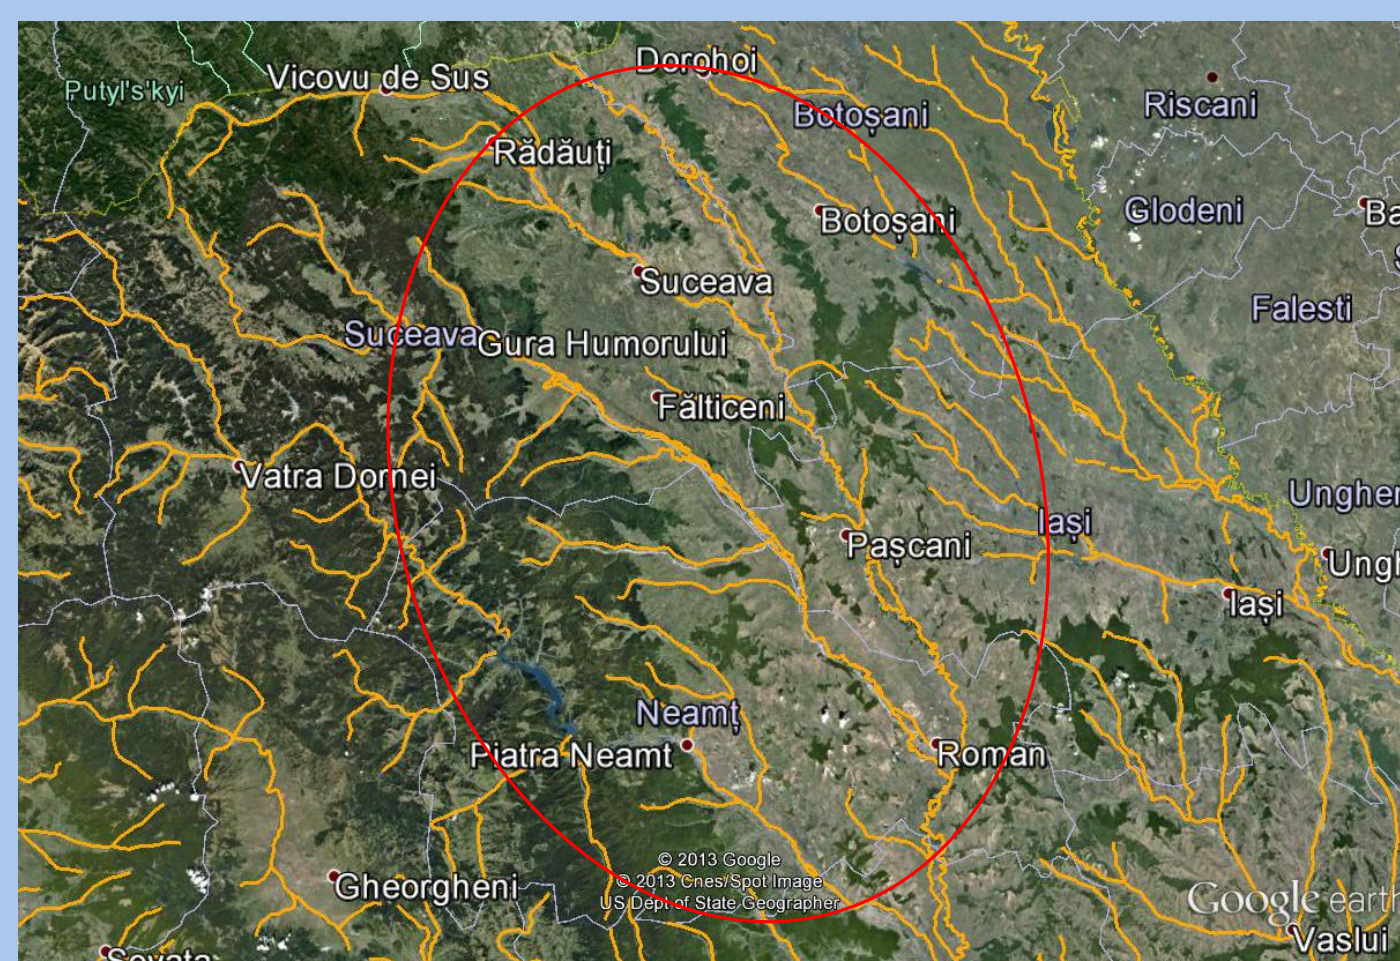 Dorohoi
Vicovu de Sus
Putyl's'kyi
Riscani
Botoșani
Rădăuți
Glodeni
Ba
Botoșani
Suceava
Falesti
Suceava
Gura Humorului
Fălticeni
Vatra Dornei
Ungher
Iași
Pașcani
Ungh
Iași
Neamț
Piatra Neamt
Roman
© 2013 Google
© 2013 Cnes/Spot Image
US Dept of State Geographer
Gheorgheni
Google earth
Vaslui
Sovata